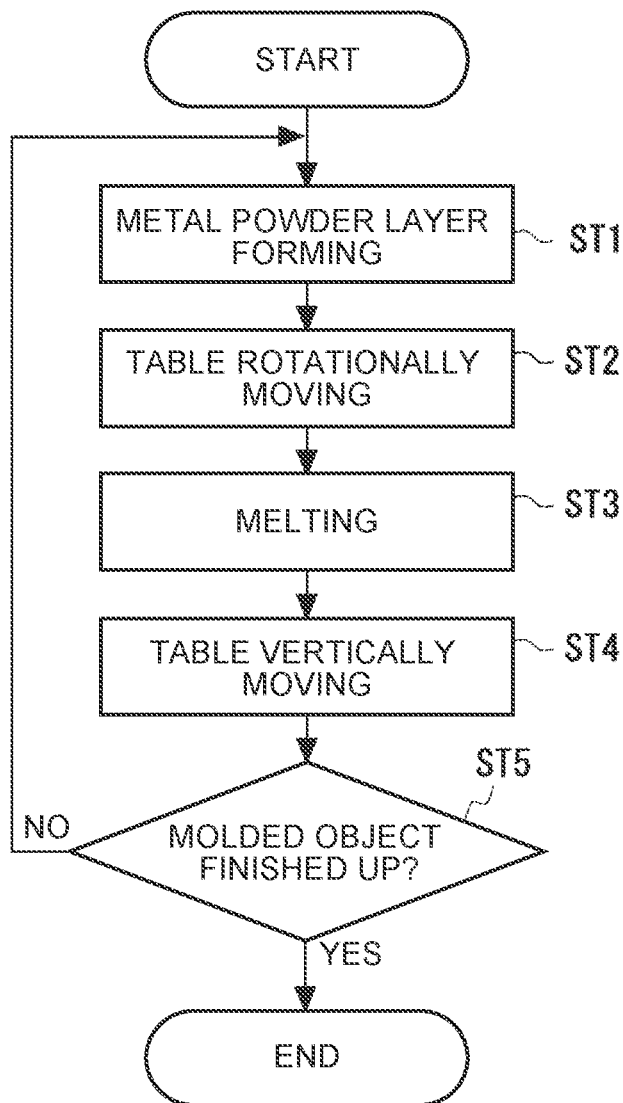 START
METAL POWDER LAYER
FORMING
ST1
TABLE ROTATIONALLY
MOVING
ST2
MELTING
ST3
TABLE VERTICALLY
MOVING
ST4
ST5
MOLDED OBJECT
FINISHED UP?
NO
YES
END